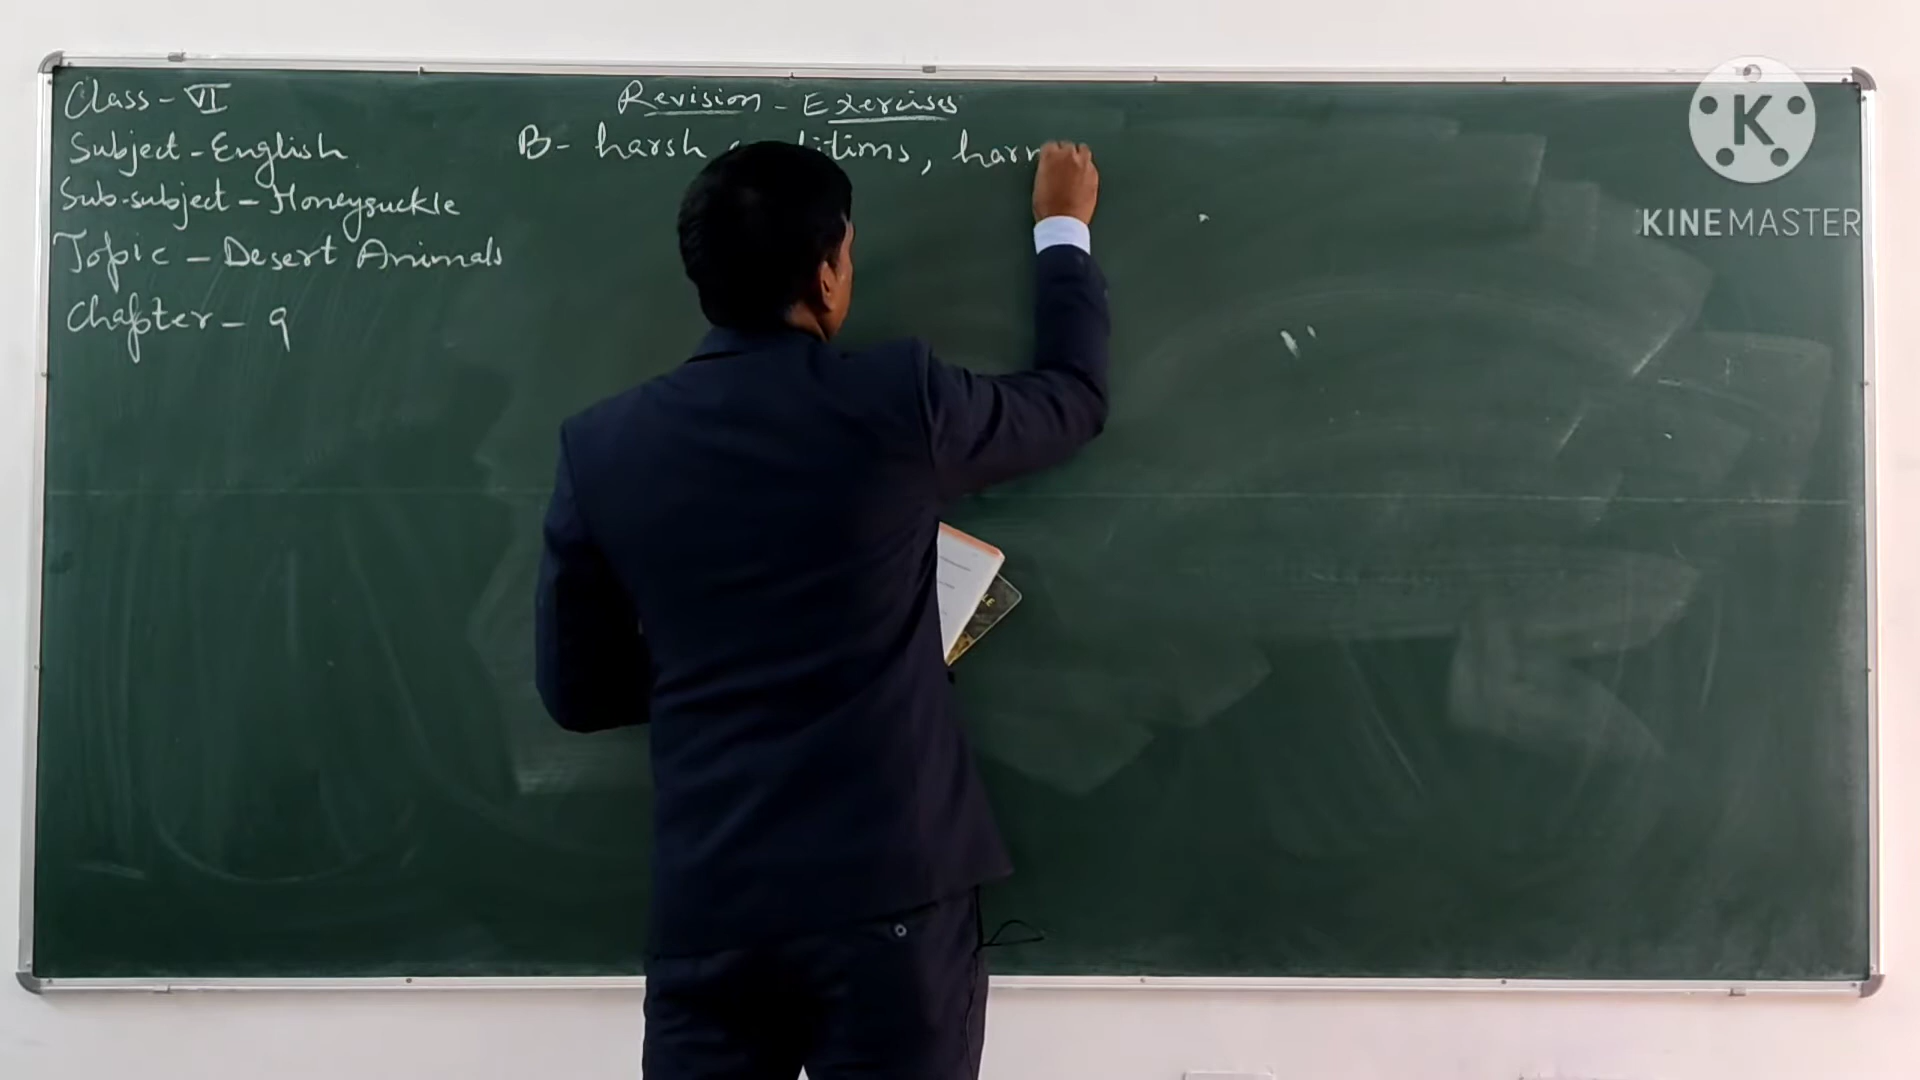 Class - VI
Subject - English
Sub-subject - Honeysuckle
Topic - Desert Animals
Chapter - 9
Revision - Exercises
B- harsh , 
KINEMASTER